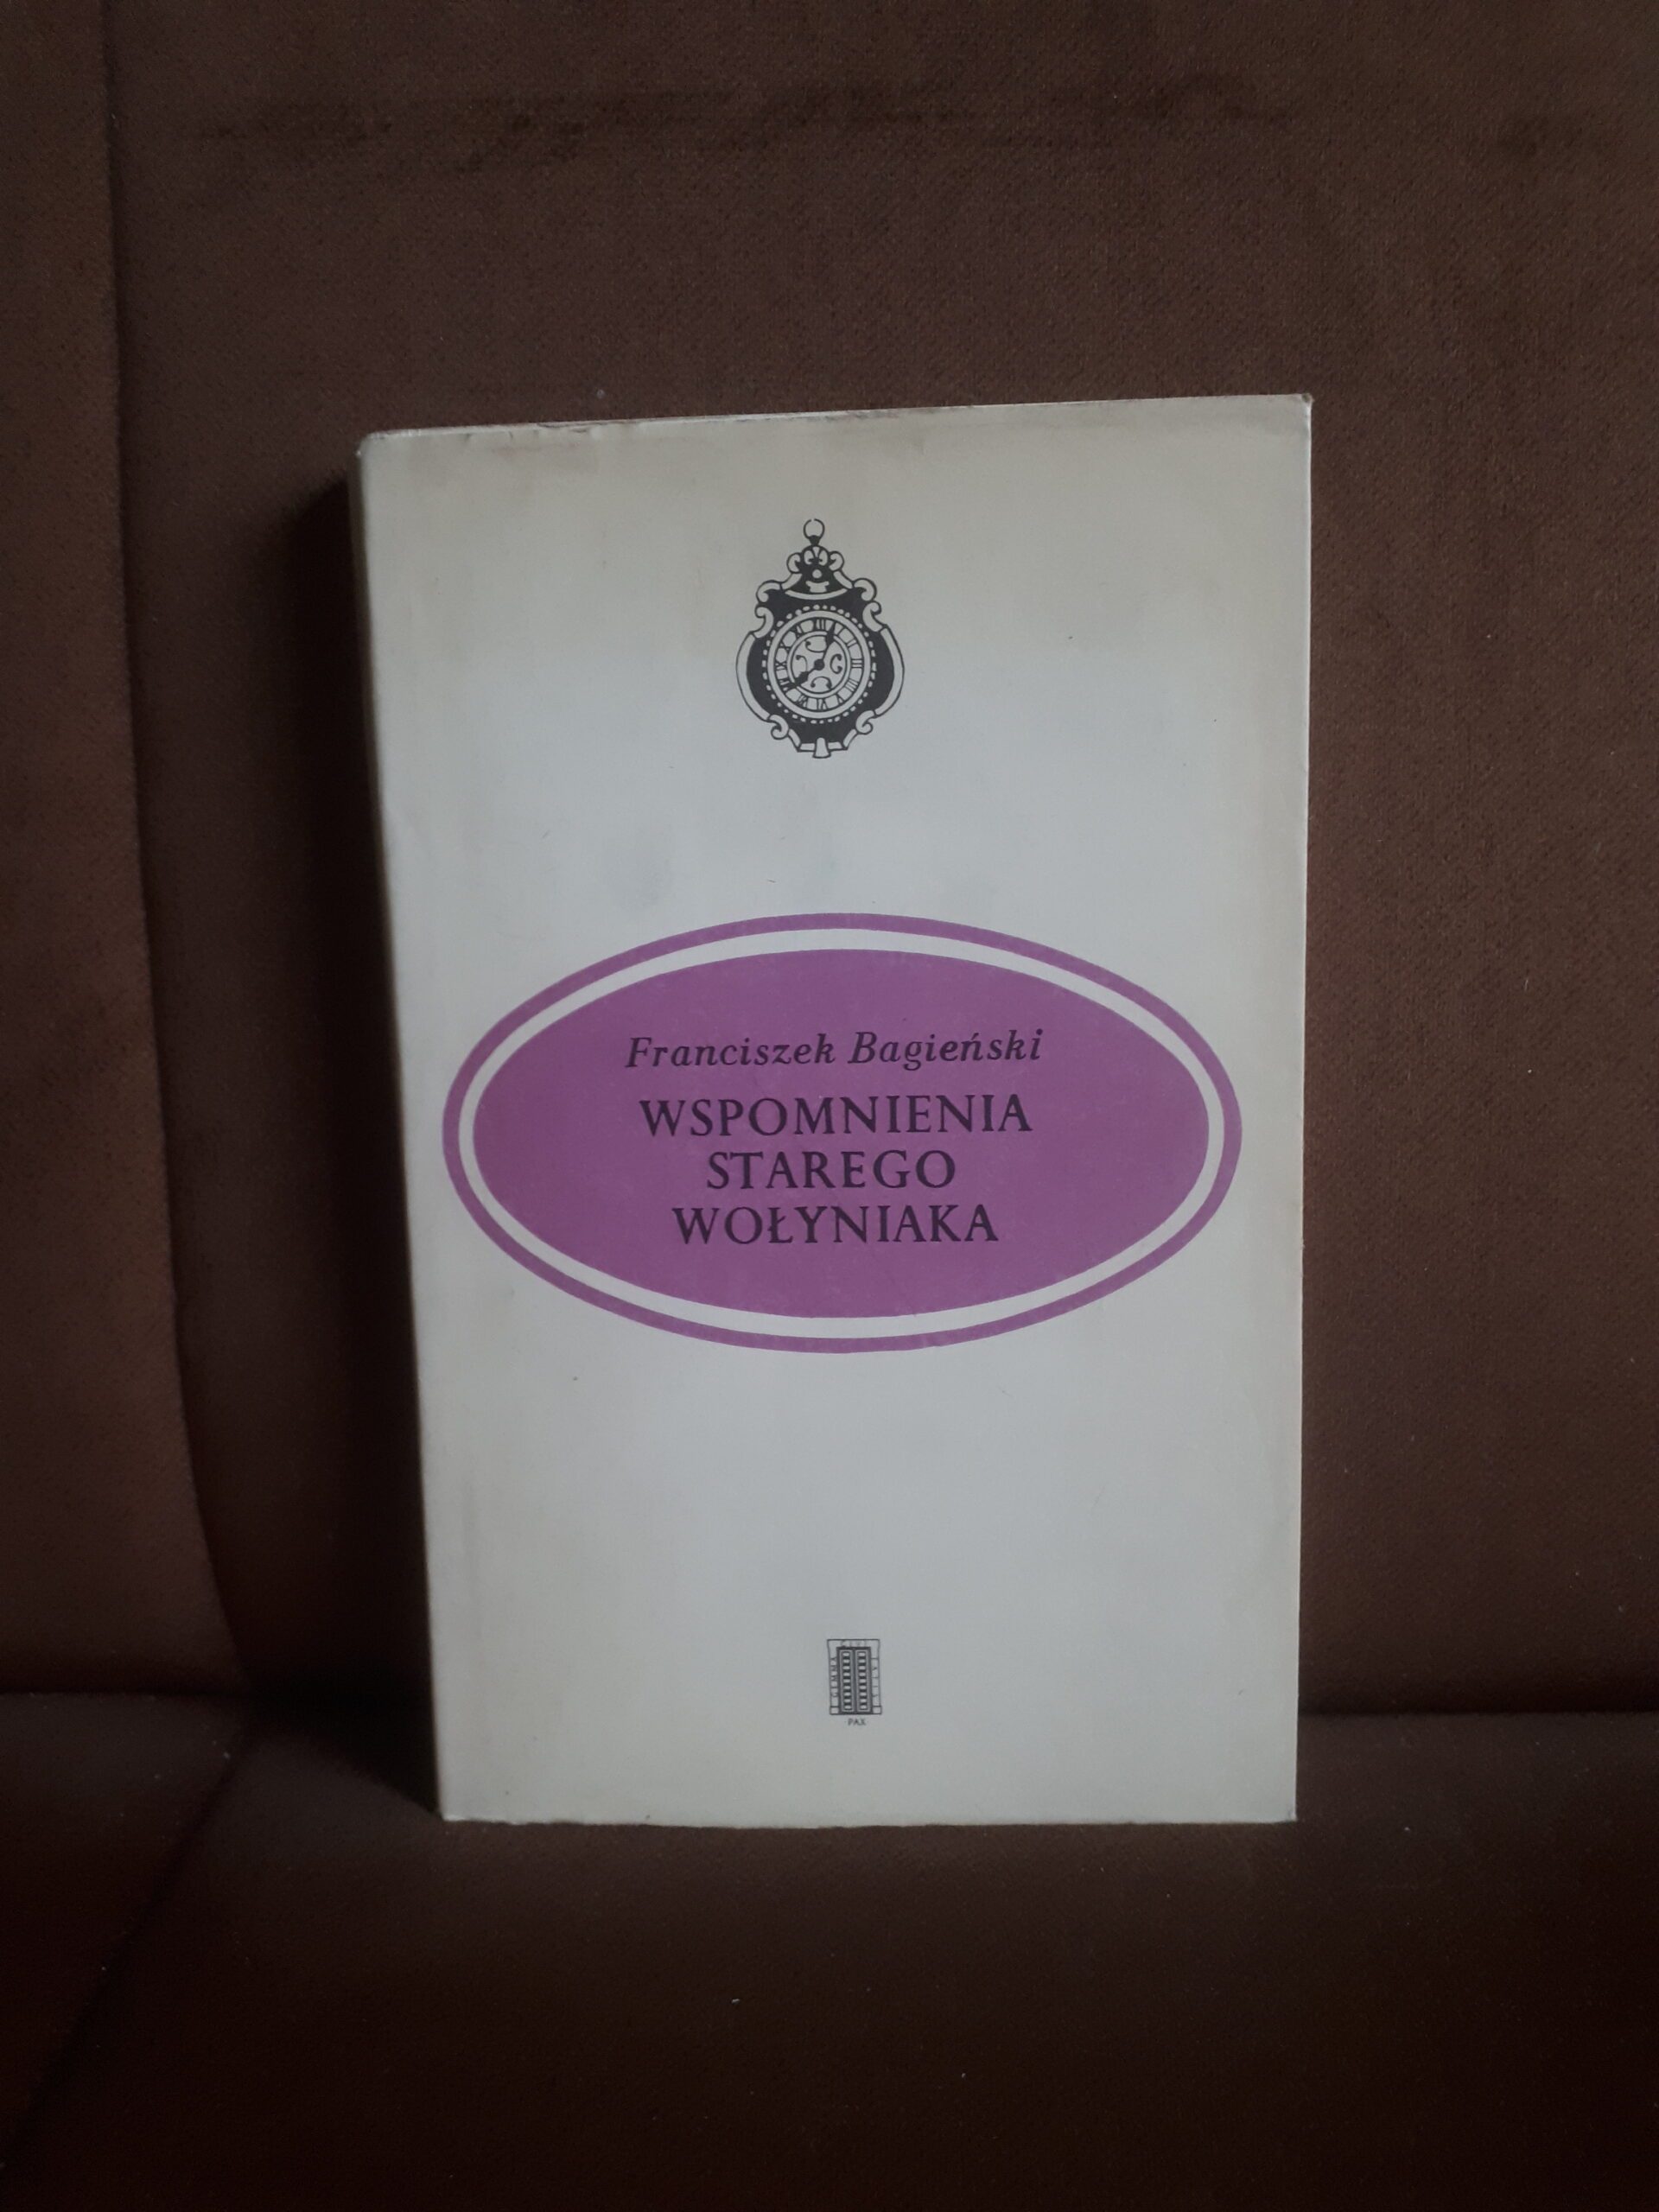 Franciszek Bagieński
WSPOMNIENIA
STAREGO
WOŁYNIAKA
PAX